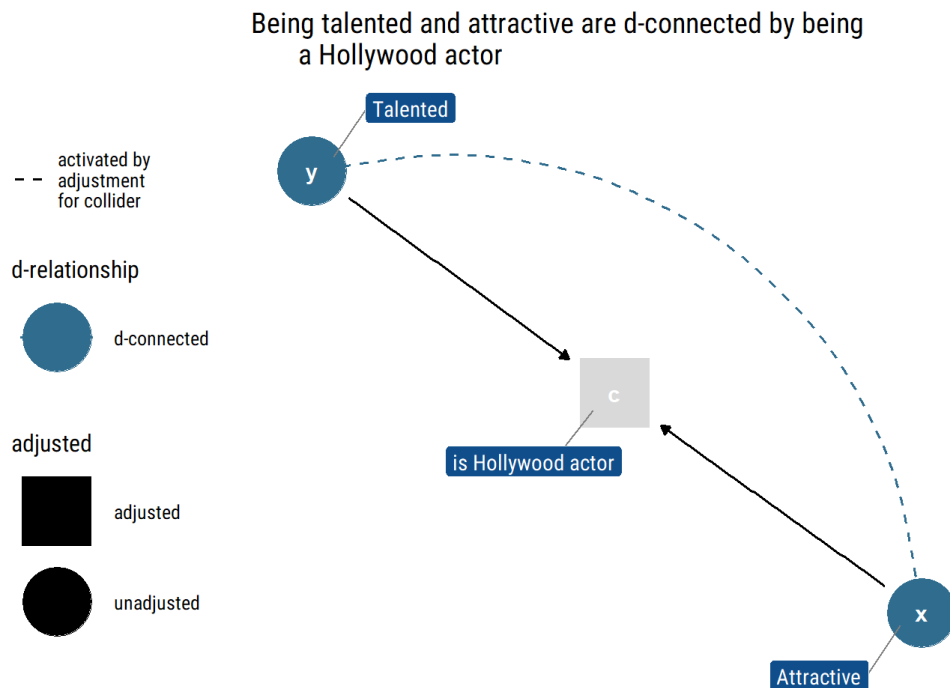 Being talented and attractive are d-connected by being
a Hollywood actor
Talented
activated by
adjustment
for collider
y
d-relationship
d-connected
c
is Hollywood actor
adjusted
adjusted
unadjusted
x
Attractive